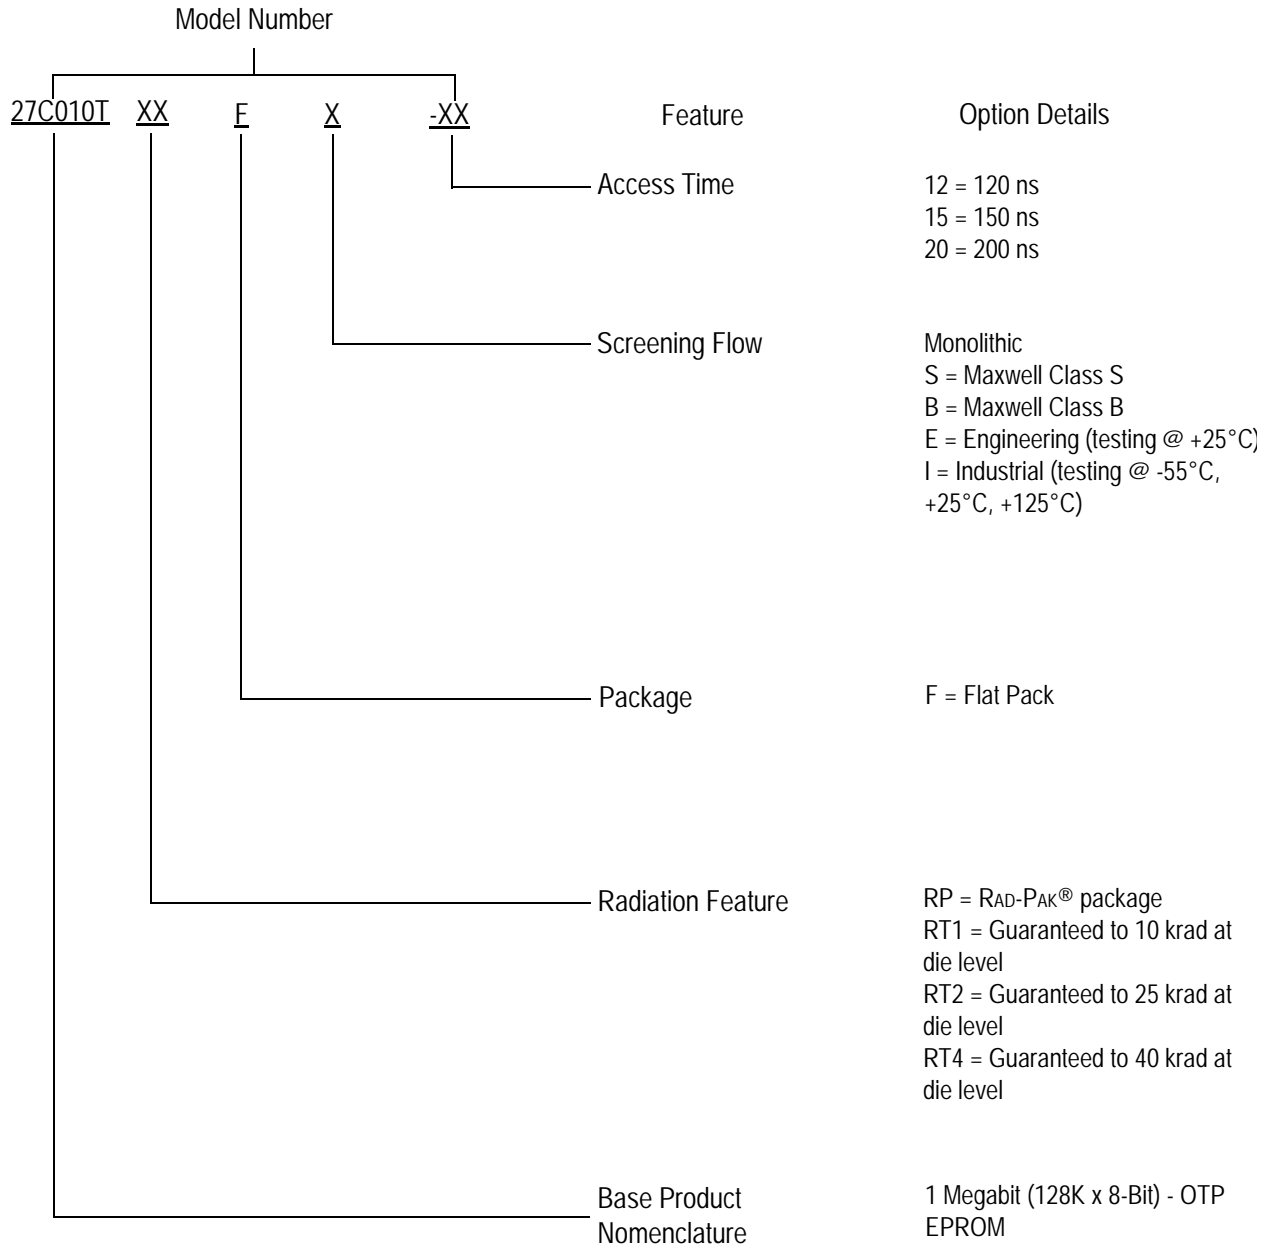 Model Number
27C010T XX F X -XX
Feature Option Details
Access Time
12 = 120 ns
15 = 150 ns
20 = 200 ns
Screening Flow
Monolithic
S = Maxwell Class S
B = Maxwell Class B
E = Engineering (testing @ +25°C)
I = Industrial (testing @ -55°C,
+25°C, +125°C)
Package
F = Flat Pack
Radiation Feature
RP = RAD-PAK® package
RT1 = Guaranteed to 10 krad at
die level
RT2 = Guaranteed to 25 krad at
die level
RT4 = Guaranteed to 40 krad at
die level
Base Product
Nomenclature
1 Megabit (128K x 8-Bit) - OTP
EPROM